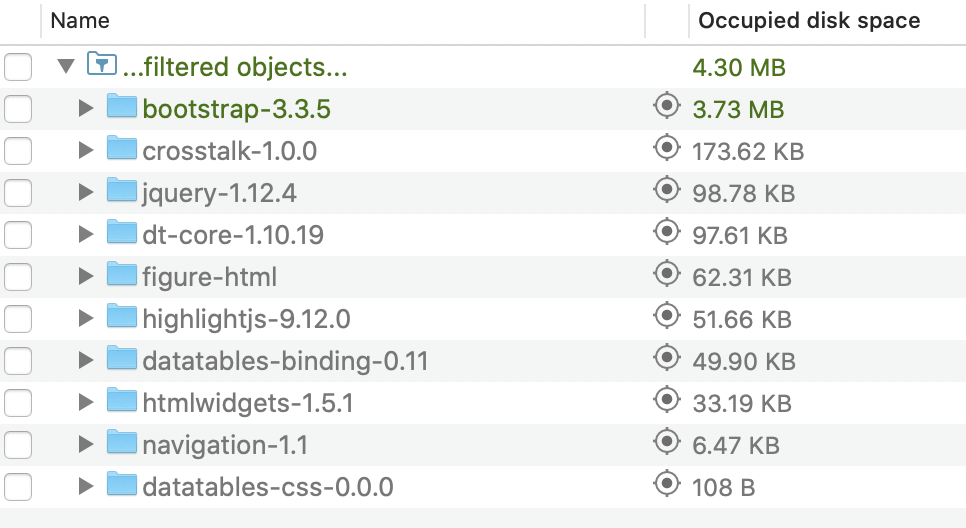 Name Occupied disk space
...filtered objects... 4.30 MB
bootstrap-3.3.5 3.73 MB
crosstalk-1.0.0 173.62 KB
jquery-1.12.4 98.78 KB
dt-core-1.10.19 97.61 KB
figure-html 62.31 KB
highlightjs-9.12.0 51.66 KB
datatables-binding-0.11 49.90 KB
htmlwidgets-1.5.1 33.19 KB
navigation-1.1 6.47 KB
datatables-css-0.0.0 108 B